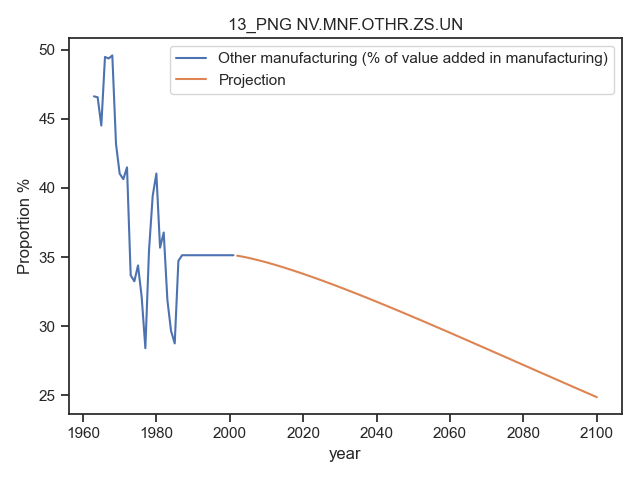 13_PNG NV.MNF.OTHR.ZS.UN
Other manufacturing (% of value added in manufacturing)
Projection
Proportion %
50
45
40
35
30
25
1960
1980
2000
2020
2040
2060
2080
2100
year